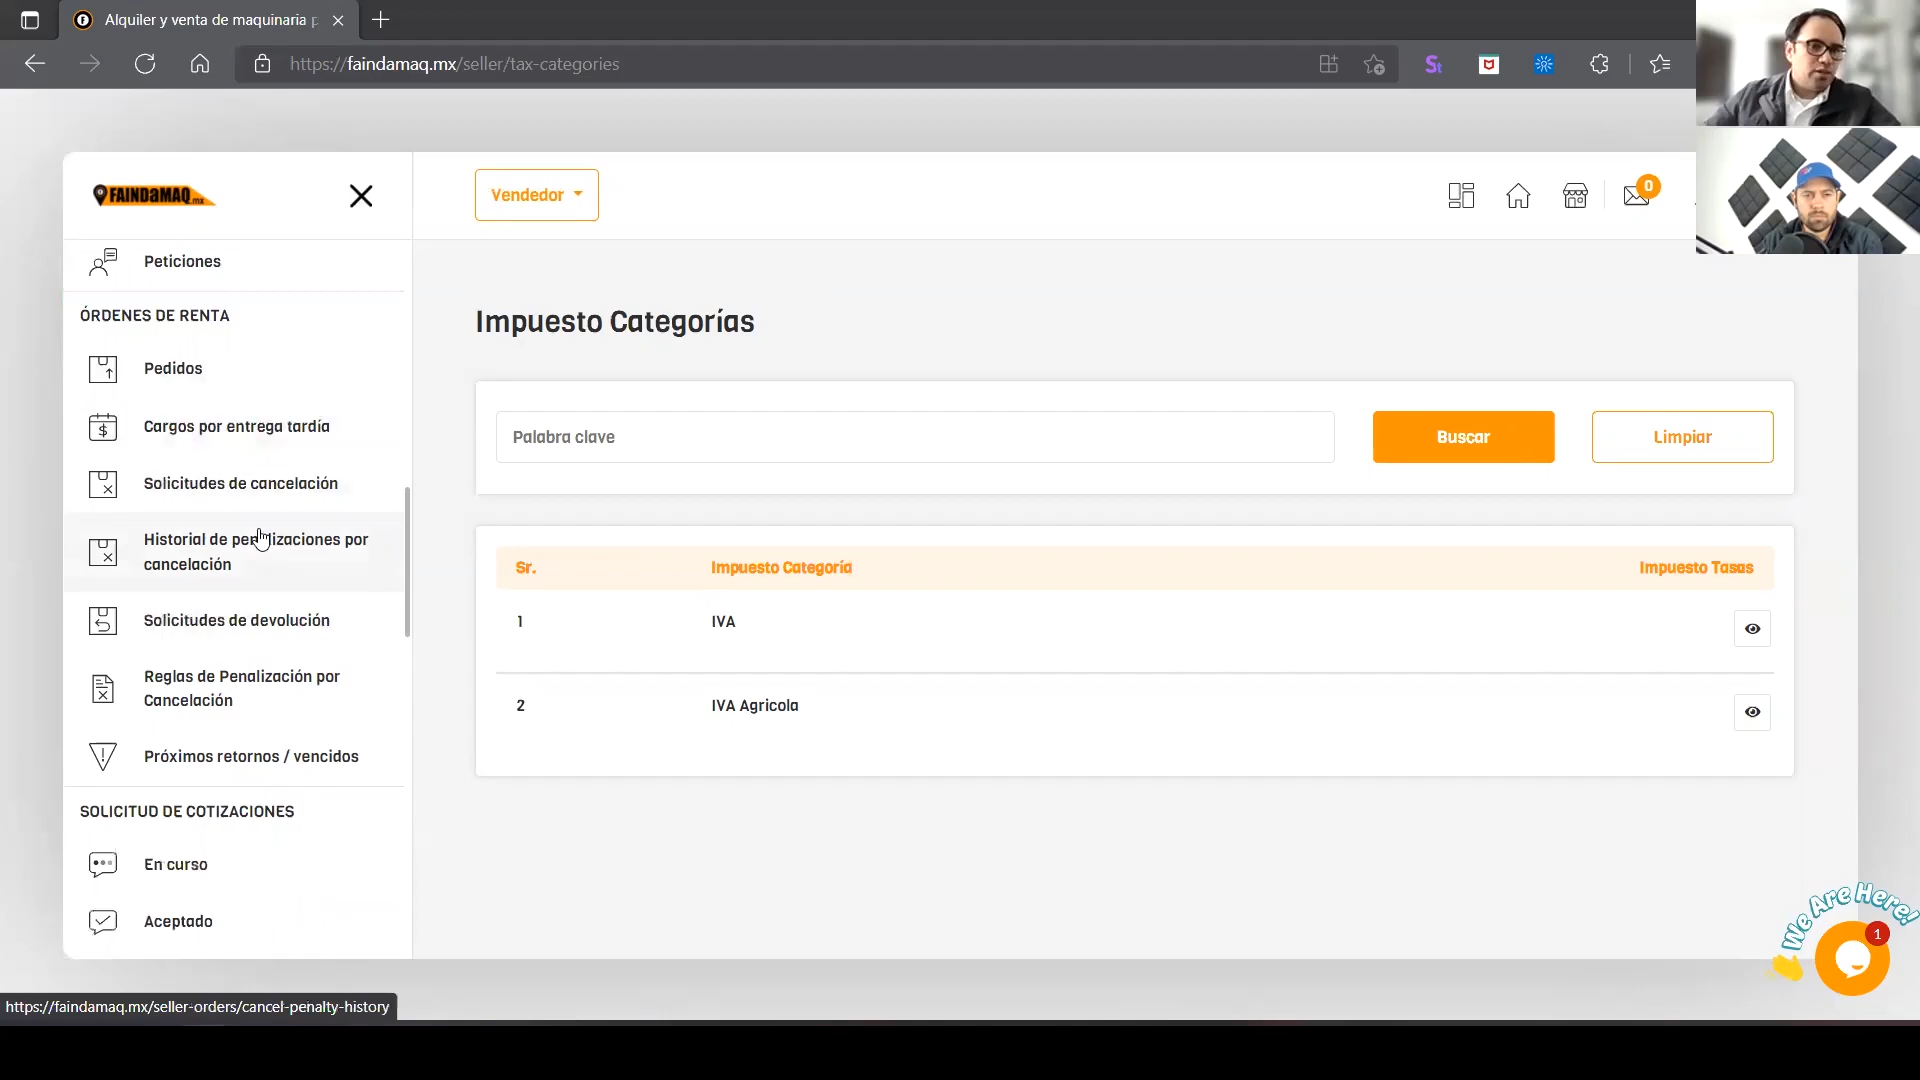 Alquiler y venta de maquinaria p
https://faindamaq.mx/seller/tax-categories
FAINDAMAQ.mx
Vendedor
0
Peticiones
ÓRDENES DE RENTA
Pedidos
Cargos por entrega tardía
Solicitudes de cancelación
Historial de penalizaciones por
cancelación
Solicitudes de devolución
Reglas de Penalización por
Cancelación
Próximos retornos / vencidos
SOLICITUD DE COTIZACIONES
En curso
Aceptado
Impuesto Categorías
Palabra clave
Buscar
Limpiar
Sr. Impuesto Categoría Impuesto Tasas
1 IVA
2 IVA Agricola
We Are Here!
1
https://faindamaq.mx/seller-orders/cancel-penalty-history